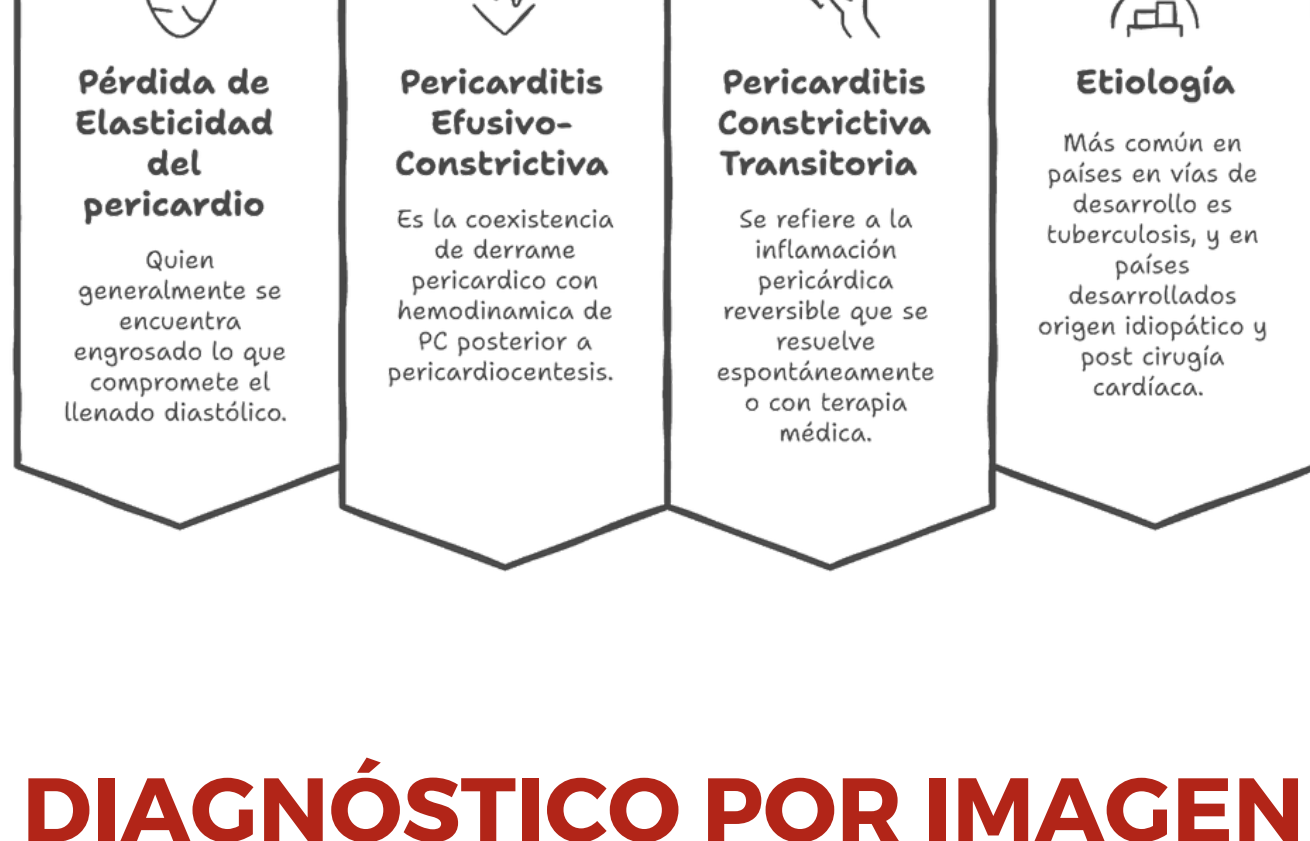 Pérdida de
Elasticidad
del
pericardio
Quien
generalmente se
encuentra
engrosado lo que
compromete el
llenado diastólico.
Pericarditis
Efusivo-
Constrictiva
Es la coexistencia
de derrame
pericardico con
hemodinamica de
PC posterior a
pericardiocentesis.
Pericarditis
Constrictiva
Transitoria
Se refiere a la
inflamación
pericárdica
reversible que se
resuelve
espontáneamente
o con terapia
médica.
Etiología
Más común en
países en vías de
desarrollo es
tuberculosis, y en
países
desarrollados
origen idiopático y
post cirugía
cardíaca.
DIAGNÓSTICO POR IMAGEN